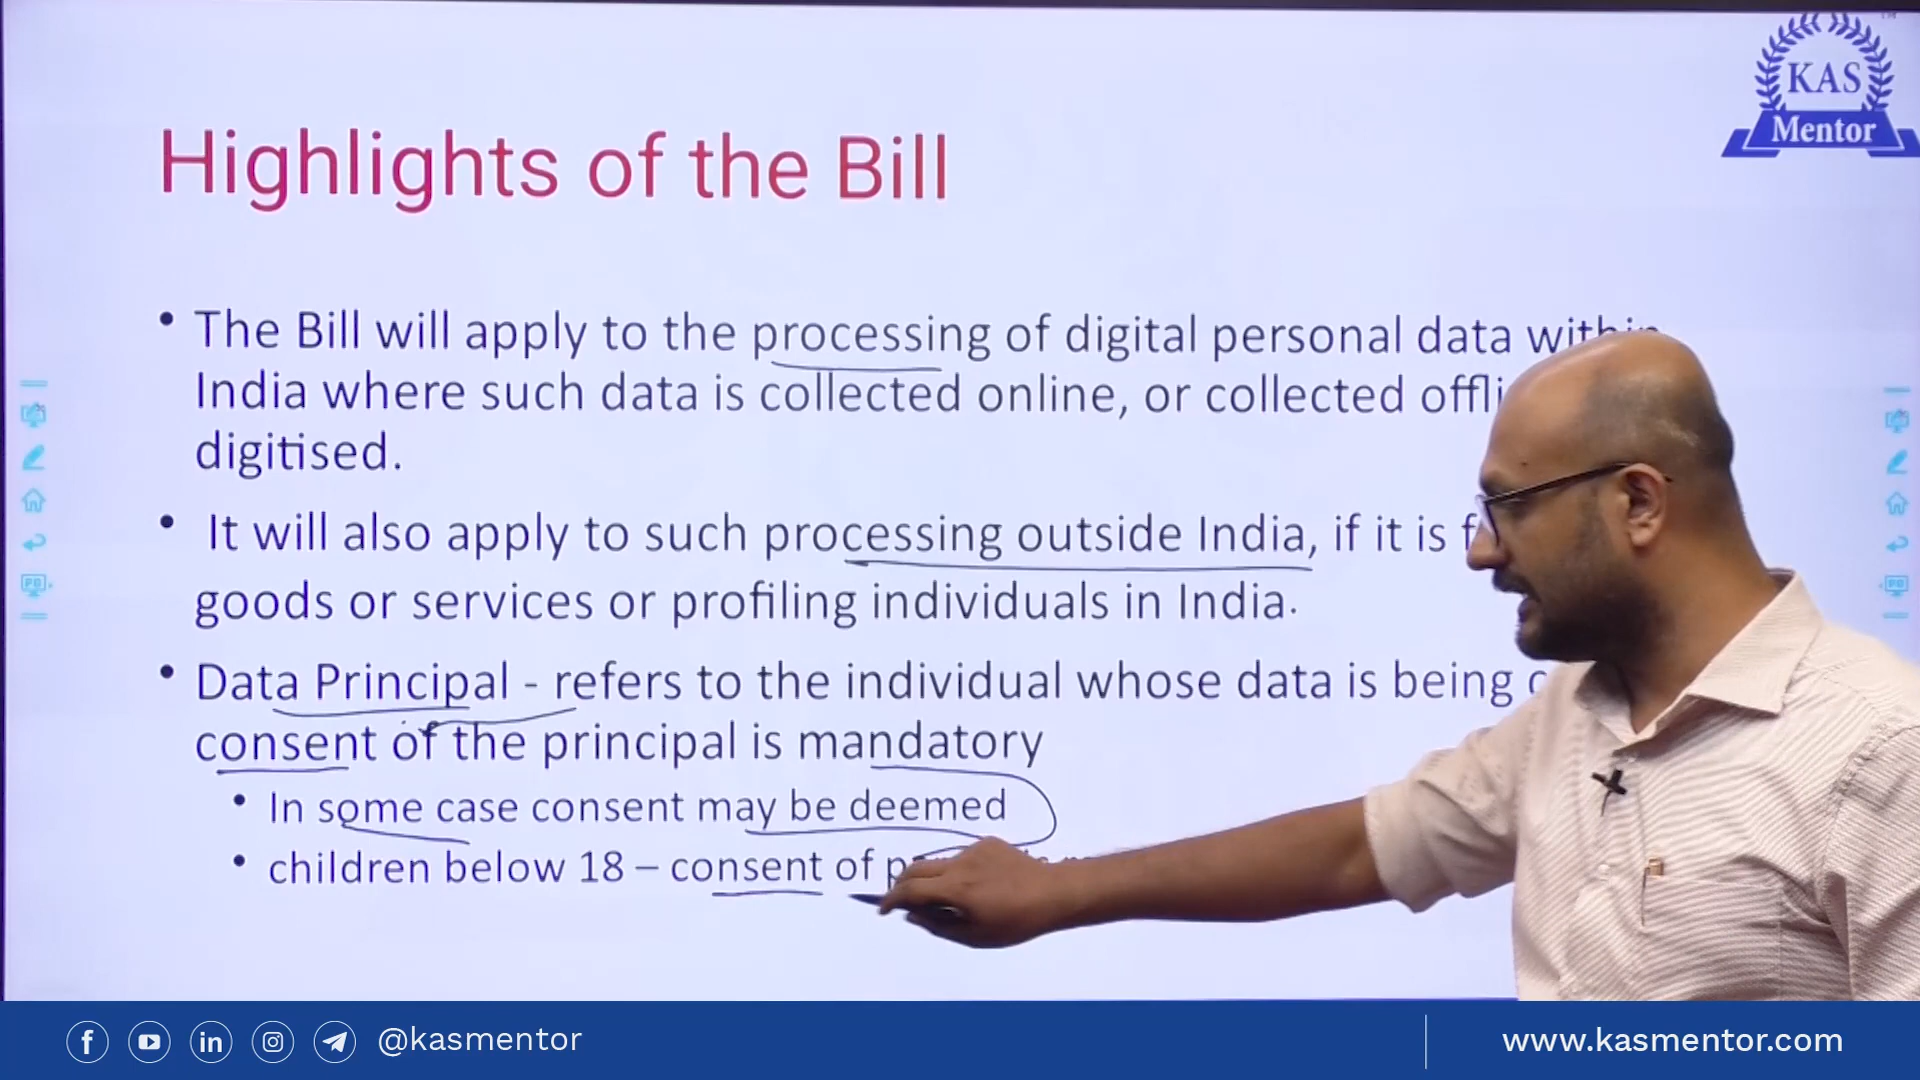 KAS
Mentor
Highlights of the Bill
• The Bill will apply to the processing of digital personal data within
India where such data is collected online, or collected
digitised.
• It will also apply to such processing outside India, if it is
goods or services or profiling individuals in India.
• Data Principal - refers to the individual whose data is being
consent of the principal is mandatory
• In some case consent may be deemed
• children below 18 – consent of
@kasmentor
www.kasmentor.com